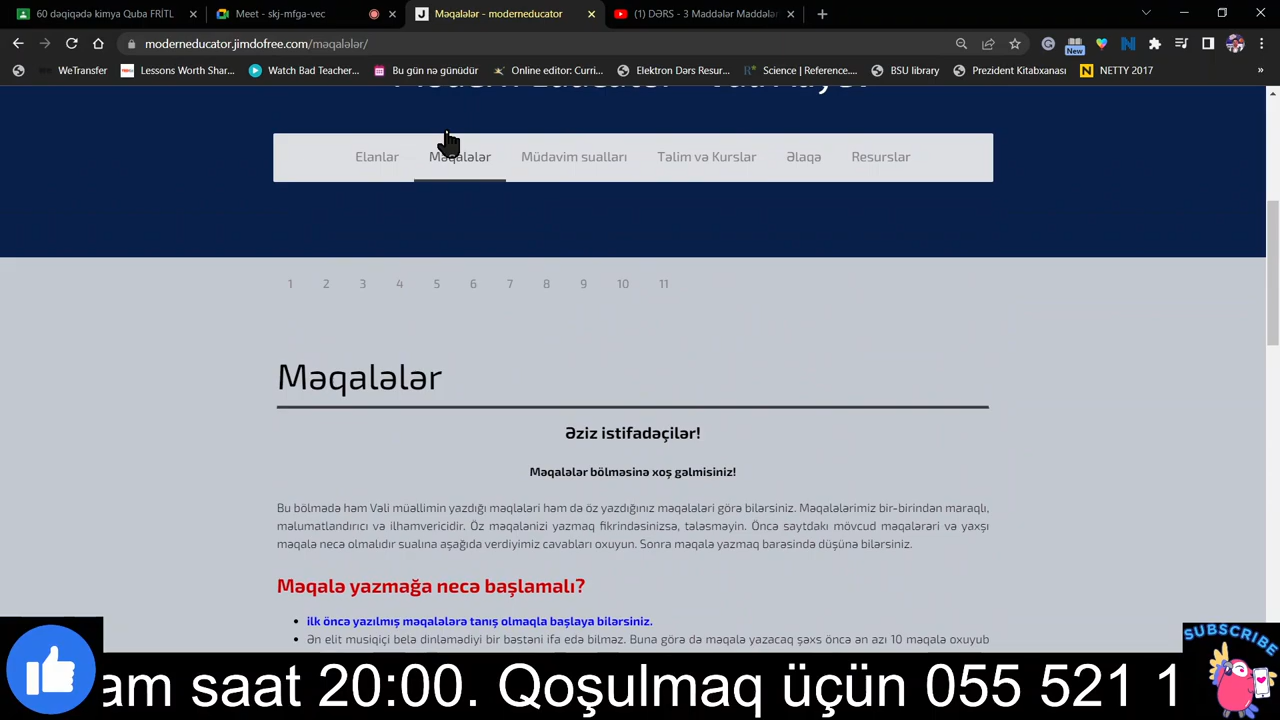 60 dəqiqədə kimya Quba FRİTL
Meet - skj-mfga-vec
Məqalələr - moderneducator
(1) DƏRS - 3 Maddələr Maddələr
moderneducator.jimdofree.com/məqalələr/
New
WeTransfer
Lessons Worth Shar...
Watch Bad Teacher...
Bu gün nə günüdür
Online editor: Curri...
Elektron Dərs Resur...
Science | Reference....
BSU library
Prezident Kitabxanası
NETTY 2017
Elanlar
Məqalələr
Müdavim sualları
Təlim və Kurslar
Əlaqə
Resurslar
1 2 3 4 5 6 7 8 9 10 11
Məqalələr
Əziz istifadəçilər!
Məqalələr bölməsinə xoş gəlmisiniz!
Bu bölmədə həm Vəli müəllimin yazdığı məqlələri həm də öz yazdığınız məqalələri görə bilərsiniz. Məqalələrimiz bir-birindən maraqlı,
məlumatlandırıcı və ilhamvericidir. Öz məqalənizi yazmaq fikrindəsinizsə, tələsməyin. Öncə saytdakı mövcud məqalərəri və yaxşı
məqalə necə olmalıdır sualına aşağıda verdiyimiz cavabları oxuyun. Sonra məqalə yazmaq barəsində düşünə bilərsiniz.
Məqalə yazmağa necə başlamalı?
ilk öncə yazılmış məqalələrə tanış olmaqla başlaya bilərsiniz.
Ən elit musiqiçi belə dinləmədiyi bir bəstəni ifa edə bilməz. Buna görə də məqalə yazacaq şəxs öncə ən azı 10 məqalə oxuyub
am saat 20:00. Qoşulmaq üçün 055 521 1
SUBSCRIBE